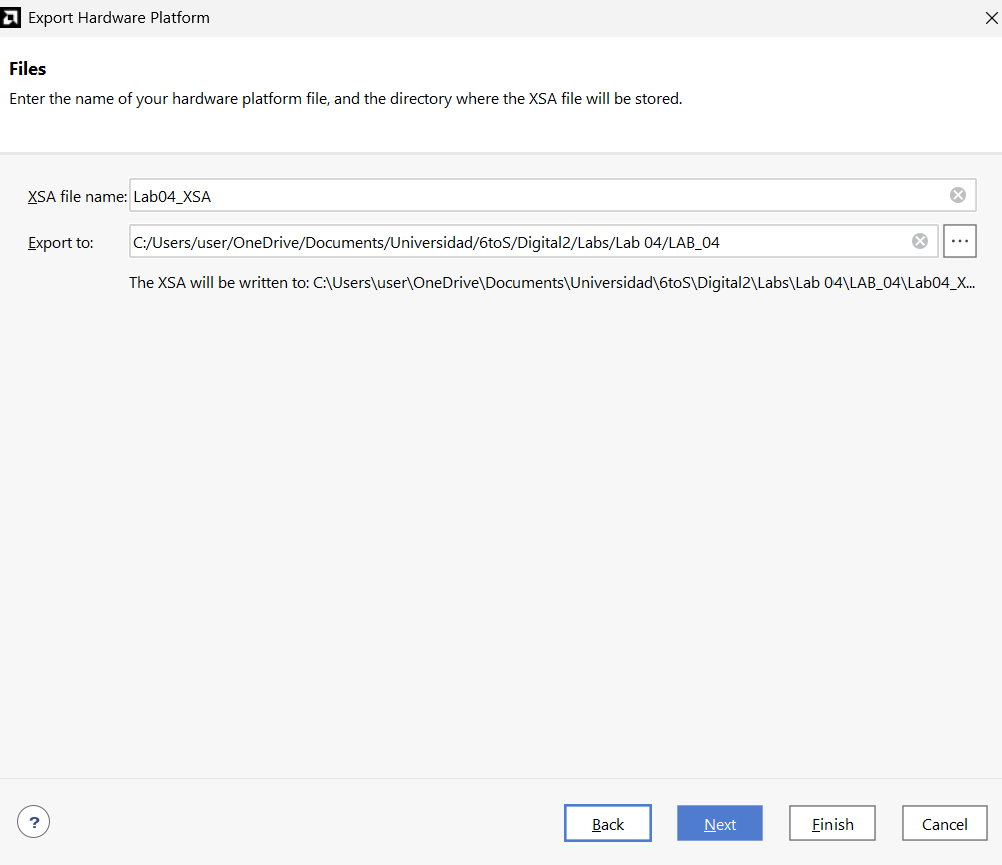 Export Hardware Platform
Files
Enter the name of your hardware platform file, and the directory where the XSA file will be stored.
XSA file name: Lab04_XSA
Export to: C:/Users/user/OneDrive/Documents/Universidad/6toS/Digital2/Labs/Lab 04/LAB_04 ...
The XSA will be written to: C:\Users\user\OneDrive\Documents\Universidad\6toS\Digital2\Labs\Lab 04\LAB_04\Lab04_X...
? Back Next Finish Cancel